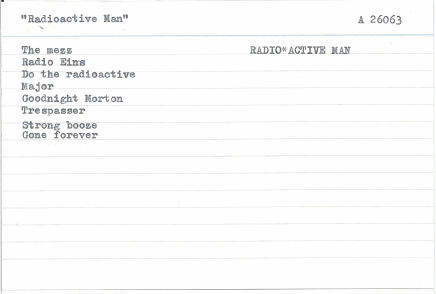 "Radioactive Man" A 26063
The mezz RADIO*ACTIVE MAN
Radio Eins
Do the radioactive
Major
Goodnight Morton
Trespasser
Strong booze
Gone forever